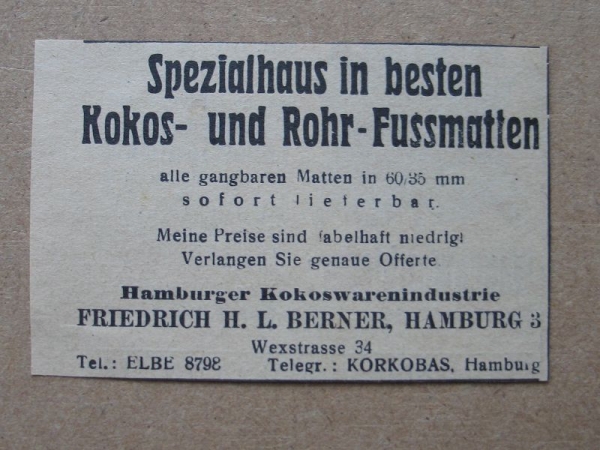 Spezialhaus in besten
Kokos- und Rohr-Fussmatten
alle gangbaren Matten in 60/35 mm
sofort lieferbar.
Meine Preise sind fabelhaft niedrig!
Verlangen Sie genaue Offerte.
Hamburger Kokoswarenindustrie
FRIEDRICH H. L. BERNER, HAMBURG 3
Wexstrasse 34
Tel.: ELBE 8798 Telegr.: KORKOBAS, Hamburg